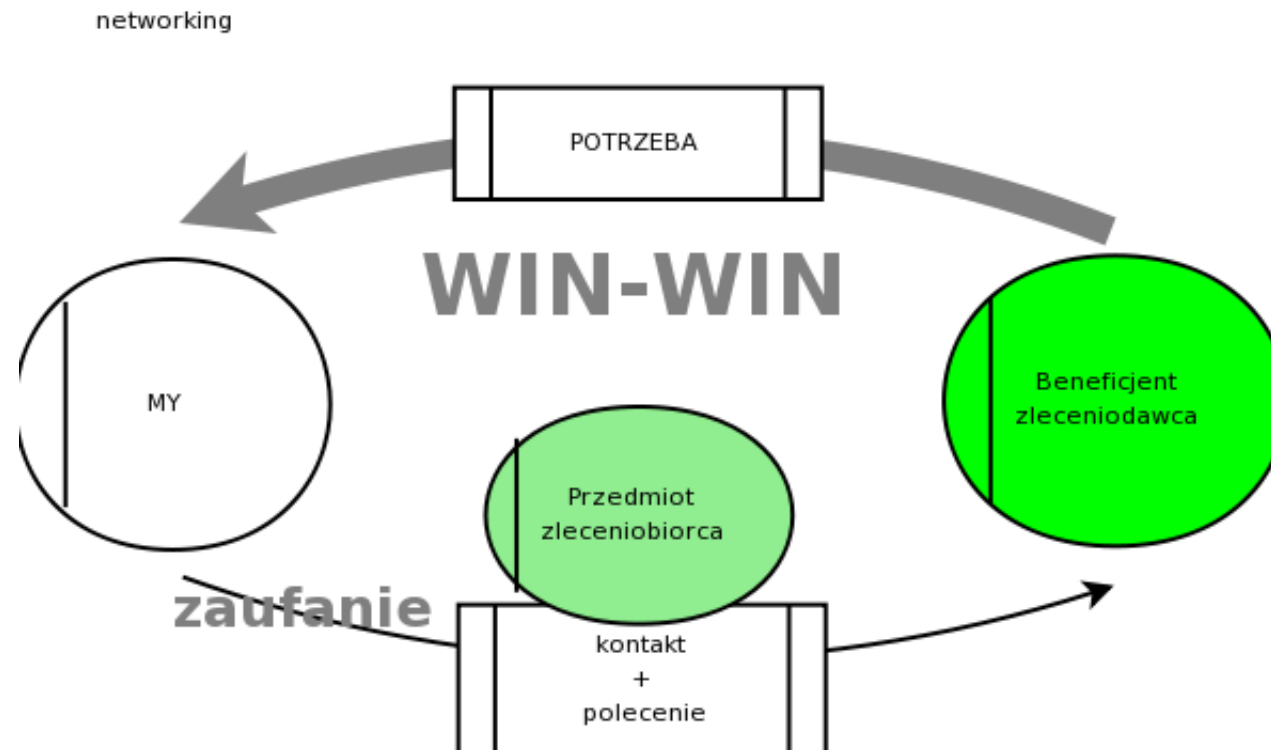 networking
POTRZEBA
WIN-WIN
MY
Beneficjent
zleceniodawca
Przedmiot
zleceniobiorca
zaufanie
kontakt
+
polecenie